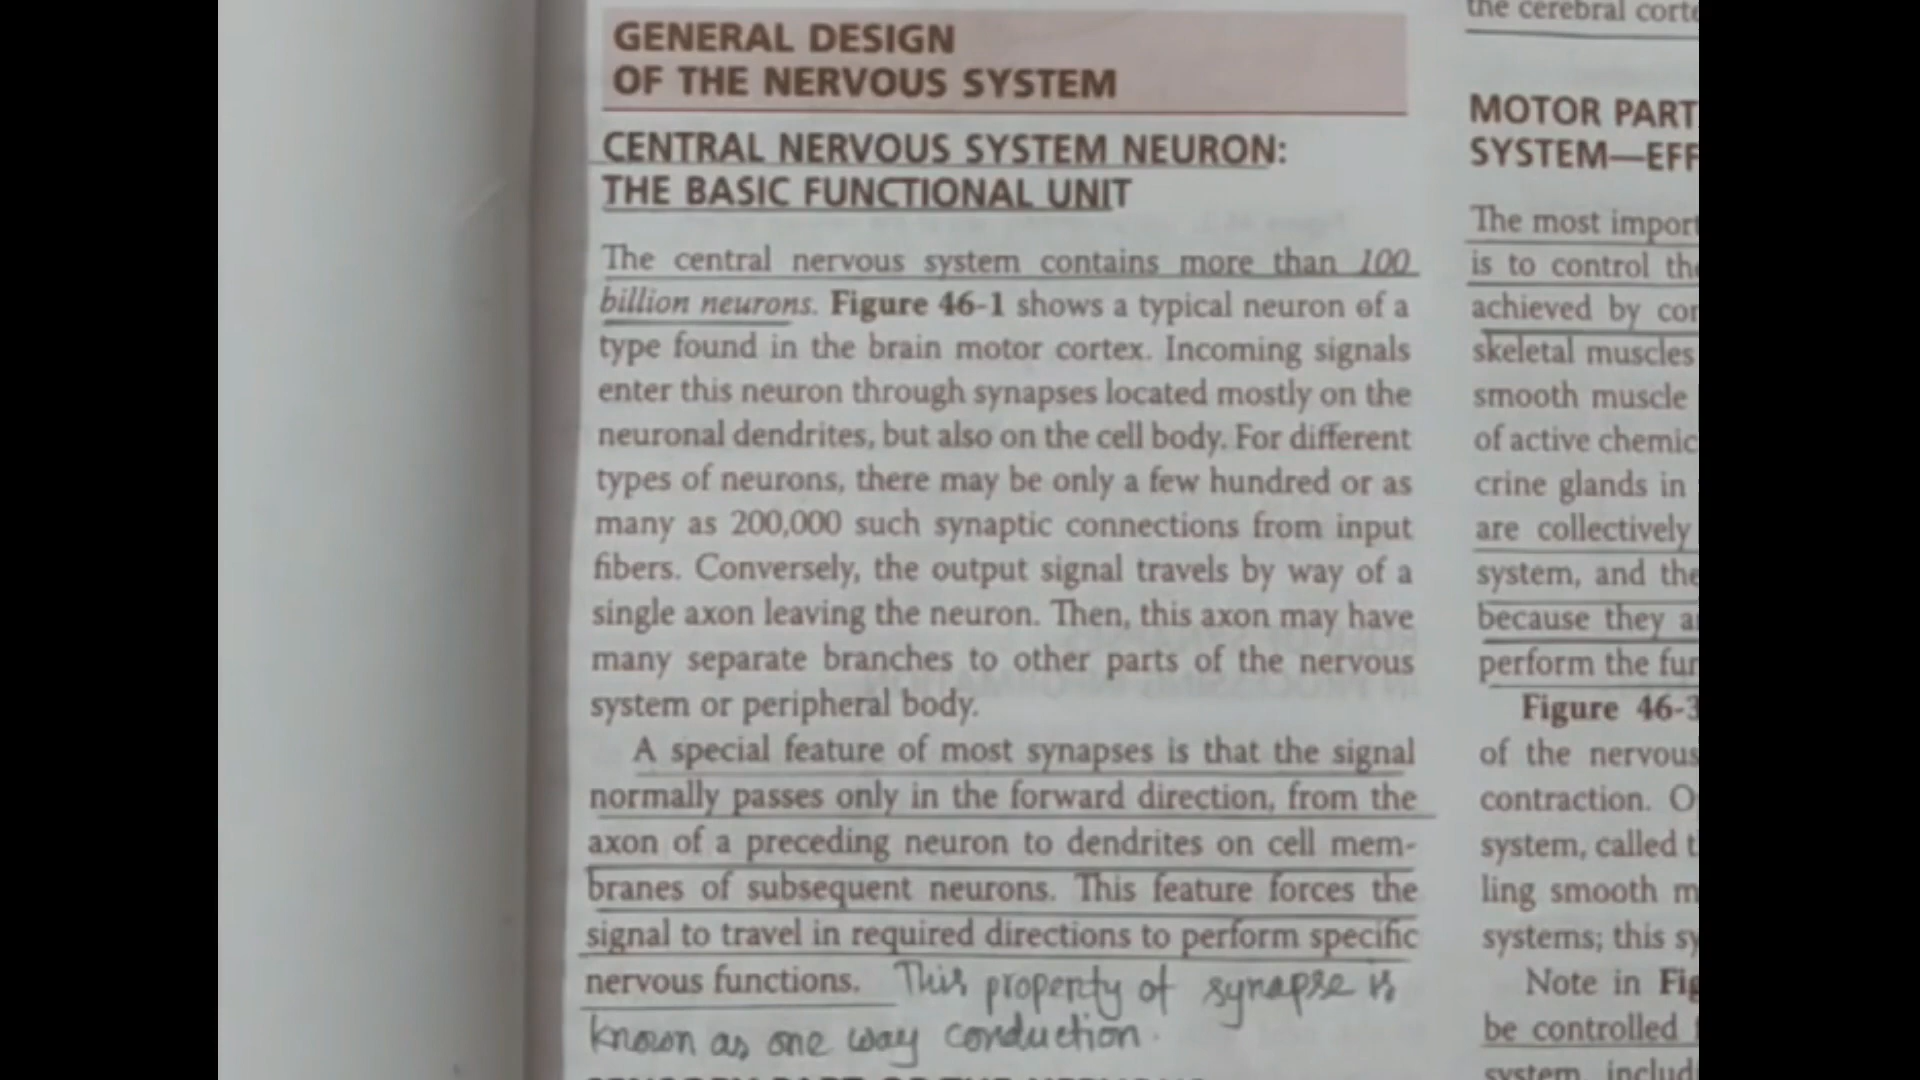 GENERAL DESIGN
OF THE NERVOUS SYSTEM
CENTRAL NERVOUS SYSTEM NEURON:
THE BASIC FUNCTIONAL UNIT
The central nervous system contains more than 100
billion neurons. Figure 46-1 shows a typical neuron of a
type found in the brain motor cortex. Incoming signals
enter this neuron through synapses located mostly on the
neuronal dendrites, but also on the cell body. For different
types of neurons, there may be only a few hundred or as
many as 200,000 such synaptic connections from input
fibers. Conversely, the output signal travels by way of a
single axon leaving the neuron. Then, this axon may have
many separate branches to other parts of the nervous
system or peripheral body.
A special feature of most synapses is that the signal
normally passes only in the forward direction, from the
axon of a preceding neuron to dendrites on cell mem-
branes of subsequent neurons. This feature forces the
signal to travel in required directions to perform specific
nervous functions. This property of synapse is
known as one way conduction.
the cerebral
MOTOR PART
SYSTEM—EFF
The most
is to control
achieved by
skeletal muscles
smooth muscle
of active
crine glands in
are collectively
system, and
because they
perform the
Figure 46-3
of the nervous
contraction.
system, called
ling smooth
systems; this
Note in
be controlled
system